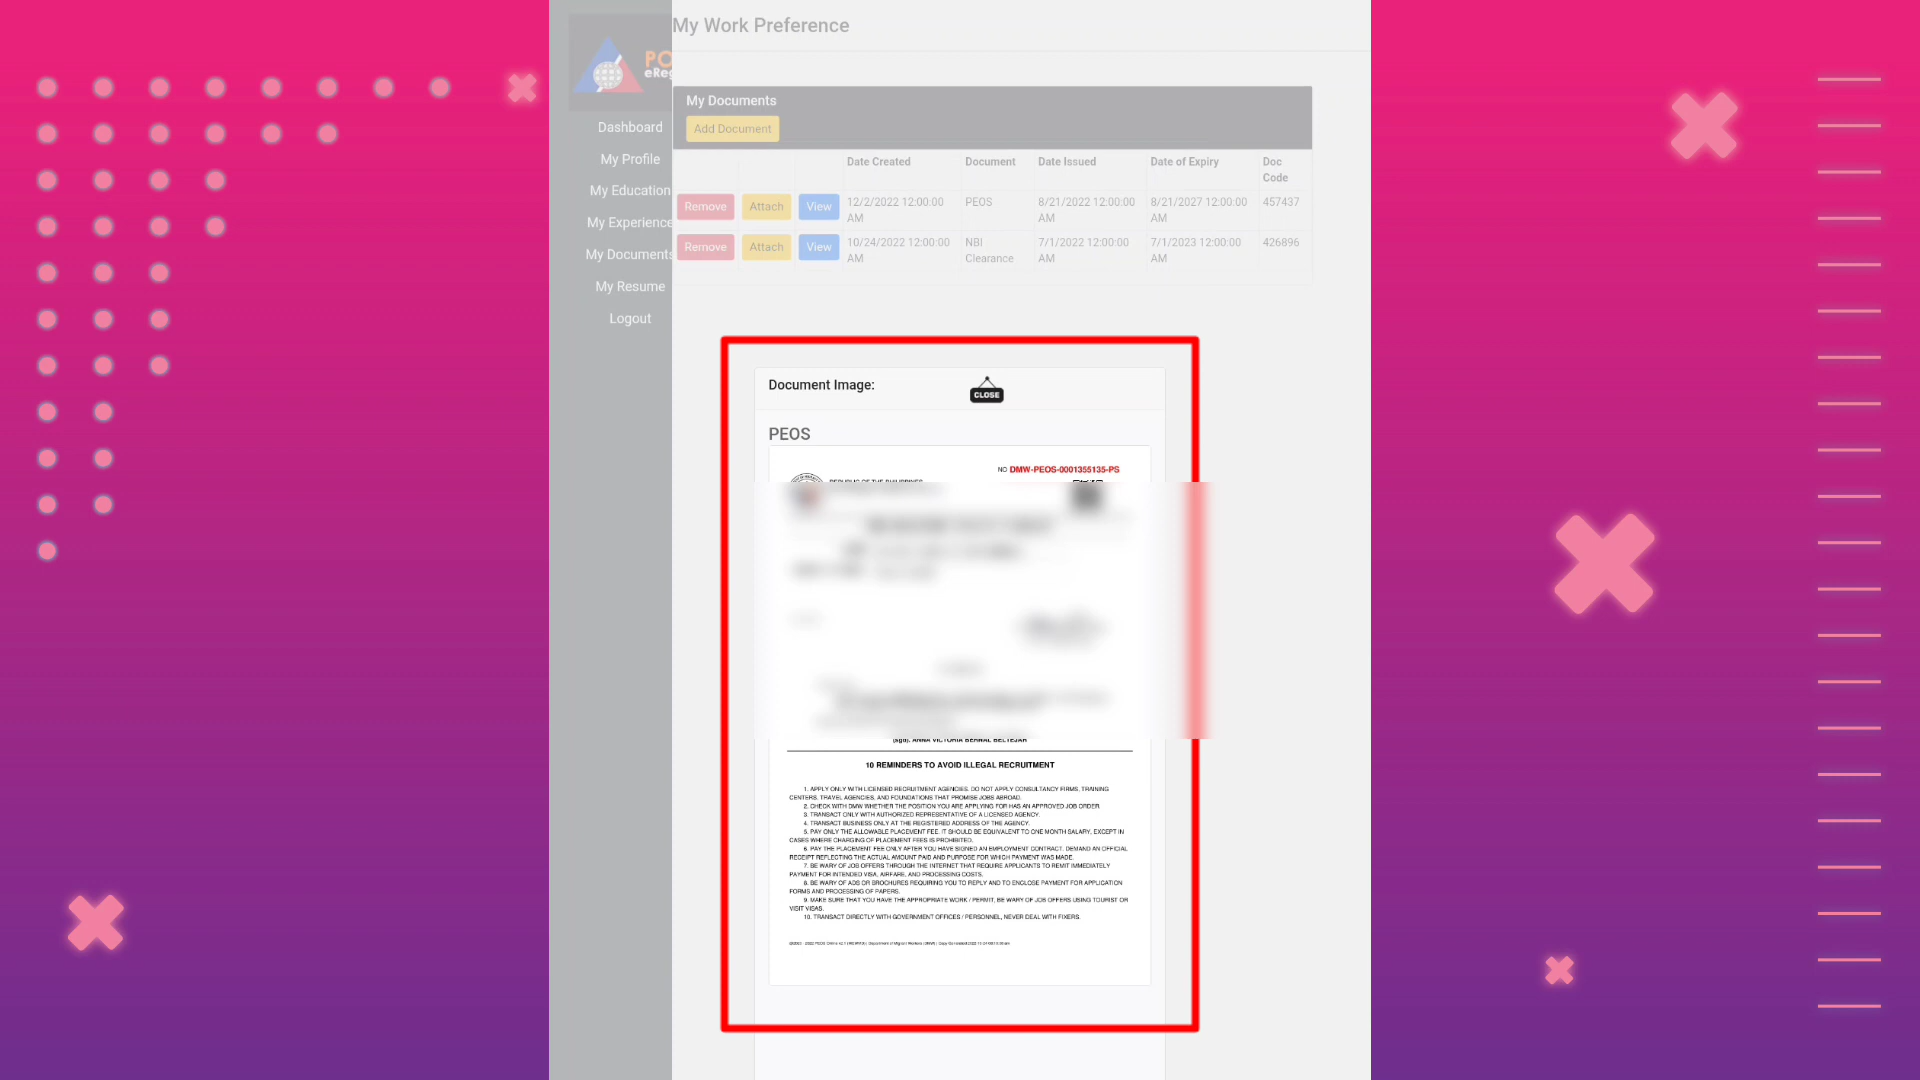 My Work Preference
PO
eReg
Dashboard
My Profile
My Education
My Experience
My Documents
My Resume
Logout
My Documents
Add Document
Date Created Document Date Issued Date of Expiry Doc Code
Remove Attach View 12/2/2022 12:00:00 AM PEOS 8/21/2022 12:00:00 AM 8/21/2027 12:00:00 AM 457437
Remove Attach View 10/24/2022 12:00:00 AM NBI Clearance 7/1/2022 12:00:00 AM 7/1/2023 12:00:00 AM 426896
Document Image:
CLOSE
PEOS
NO DMW-PEOS-0001355135-PS
REPUBLIC OF THE PHILIPPINES
(sgd). ANNA VICTORIA BERNAL BELTEJAR
10 REMINDERS TO AVOID ILLEGAL RECRUITMENT
1. APPLY ONLY WITH LICENSED RECRUITMENT AGENCIES. DO NOT APPLY CONSULTANCY FIRMS, TRAINING
CENTERS, TRAVEL AGENCIES, AND FOUNDATIONS THAT PROMISE JOBS ABROAD.
2. CHECK WITH DMW WHETHER THE POSITION YOU ARE APPLYING FOR HAS AN APPROVED JOB ORDER.
3. TRANSACT ONLY WITH AUTHORIZED REPRESENTATIVE OF A LICENSED AGENCY.
4. TRANSACT BUSINESS ONLY AT THE REGISTERED ADDRESS OF THE AGENCY.
5. PAY ONLY THE ALLOWABLE PLACEMENT FEE. IT SHOULD BE EQUIVALENT TO ONE MONTH SALARY, EXCEPT IN
CASES WHERE CHARGING OF PLACEMENT FEES IS PROHIBITED.
6. PAY THE PLACEMENT FEE ONLY AFTER YOU HAVE SIGNED AN EMPLOYMENT CONTRACT. DEMAND AN OFFICIAL
RECEIPT REFLECTING THE ACTUAL AMOUNT PAID AND PURPOSE FOR WHICH PAYMENT WAS MADE.
7. BE WARY OF JOB OFFERS THROUGH THE INTERNET THAT REQUIRE APPLICANTS TO REMIT IMMEDIATELY
PAYMENT FOR INTENDED VISA, AIRFARE, AND PROCESSING COSTS.
8. BE WARY OF ADS OR BROCHURES REQUIRING YOU TO REPLY AND TO ENCLOSE PAYMENT FOR APPLICATION
FORMS AND PROCESSING OF PAPERS.
9. MAKE SURE THAT YOU HAVE THE APPROPRIATE WORK / PERMIT, BE WARY OF JOB OFFERS USING TOURIST OR
VISIT VISAS.
10. TRANSACT DIRECTLY WITH GOVERNMENT OFFICES / PERSONNEL, NEVER DEAL WITH FIXERS.